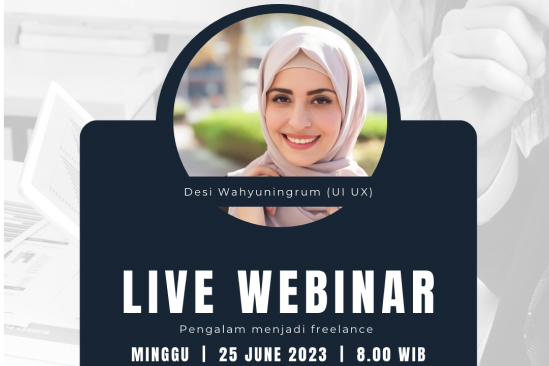 Desi Wahyuningrum (UI UX)
LIVE WEBINAR
Pengalam menjadi freelance
MINGGU | 25 JUNE 2023 | 8.00 WIB